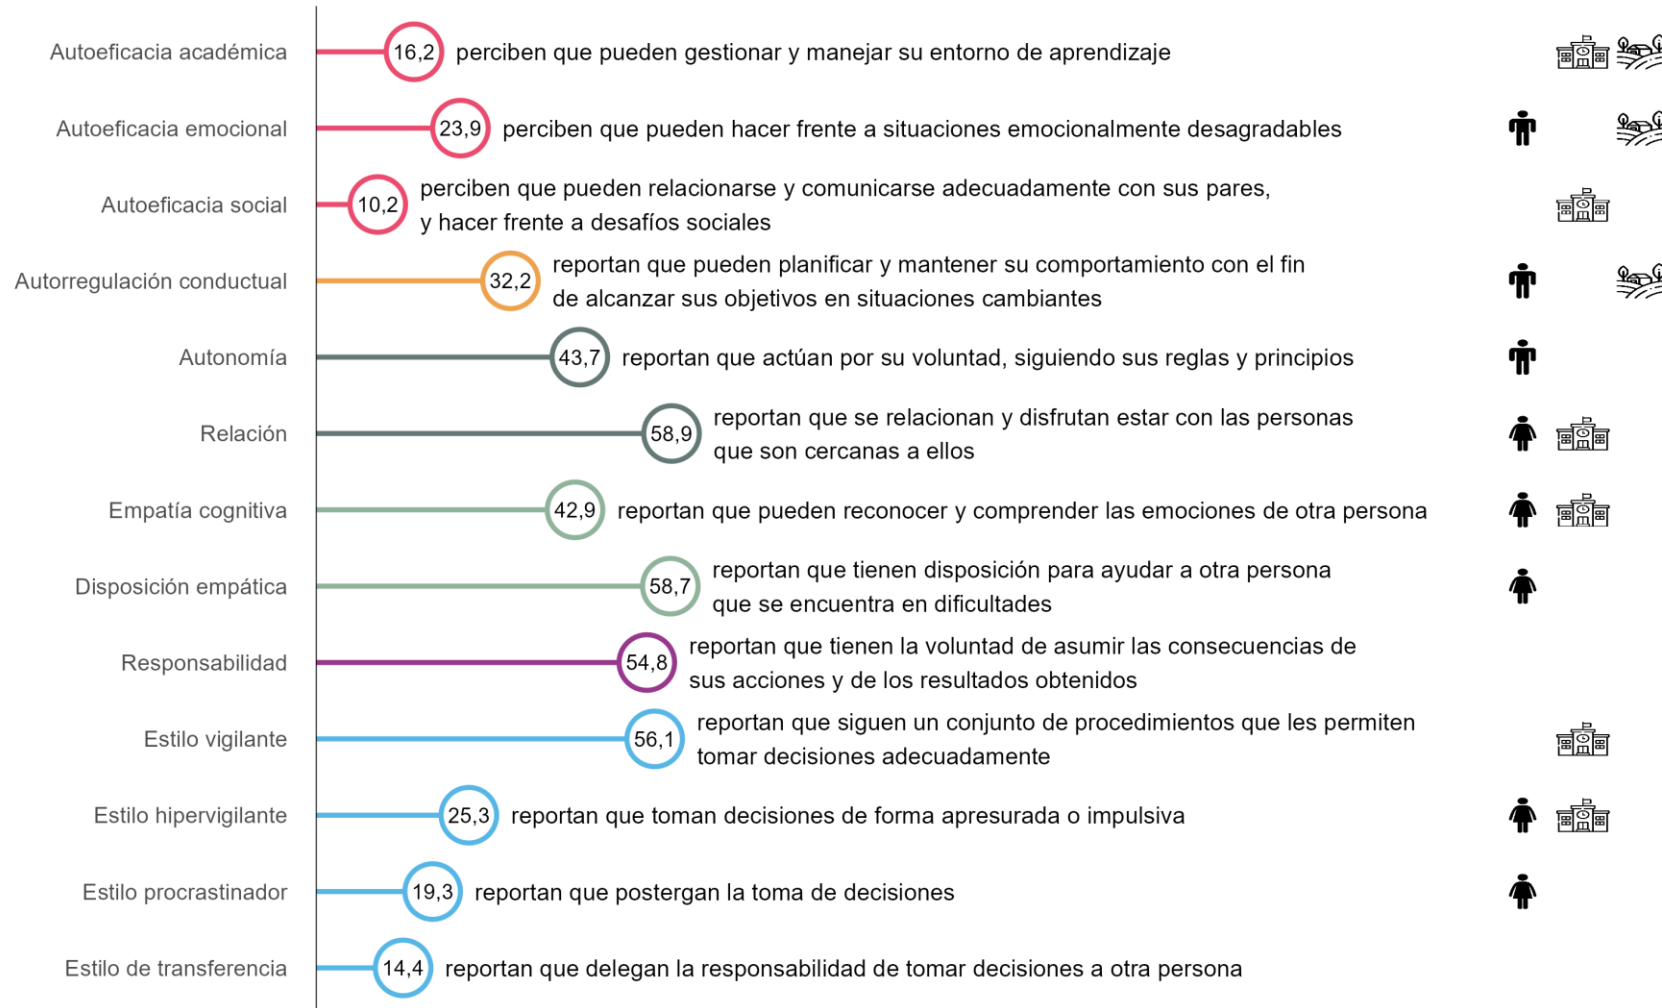 Autoeficacia académica
16,2
perciben que pueden gestionar y manejar su entorno de aprendizaje
Autoeficacia emocional
23,9
perciben que pueden hacer frente a situaciones emocionalmente desagradables
Autoeficacia social
10,2
perciben que pueden relacionarse y comunicarse adecuadamente con sus pares,
y hacer frente a desafíos sociales
Autorregulación conductual
32,2
reportan que pueden planificar y mantener su comportamiento con el fin
de alcanzar sus objetivos en situaciones cambiantes
Autonomía
43,7
reportan que actúan por su voluntad, siguiendo sus reglas y principios
Relación
58,9
reportan que se relacionan y disfrutan estar con las personas
que son cercanas a ellos
Empatía cognitiva
42,9
reportan que pueden reconocer y comprender las emociones de otra persona
Disposición empática
58,7
reportan que tienen disposición para ayudar a otra persona
que se encuentra en dificultades
Responsabilidad
54,8
reportan que tienen la voluntad de asumir las consecuencias de
sus acciones y de los resultados obtenidos
Estilo vigilante
56,1
reportan que siguen un conjunto de procedimientos que les permiten
tomar decisiones adecuadamente
Estilo hipervigilante
25,3
reportan que toman decisiones de forma apresurada o impulsiva
Estilo procrastinador
19,3
reportan que postergan la toma de decisiones
Estilo de transferencia
14,4
reportan que delegan la responsabilidad de tomar decisiones a otra persona